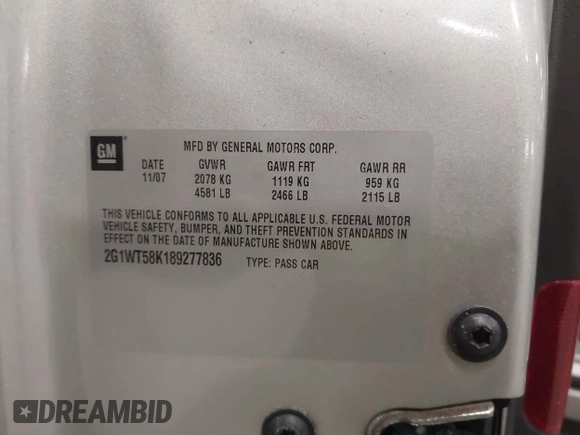 GM
MFD BY GENERAL MOTORS CORP.
DATE GVWR GAWR FRT GAWR RR
11/07 2078 KG 1119 KG 959 KG
4581 LB 2466 LB 2115 LB
THIS VEHICLE CONFORMS TO ALL APPLICABLE U.S. FEDERAL MOTOR
VEHICLE SAFETY, BUMPER, AND THEFT PREVENTION STANDARDS IN
EFFECT ON THE DATE OF MANUFACTURE SHOWN ABOVE.
2G1WT58K189277836 TYPE: PASS CAR
DREAMBID